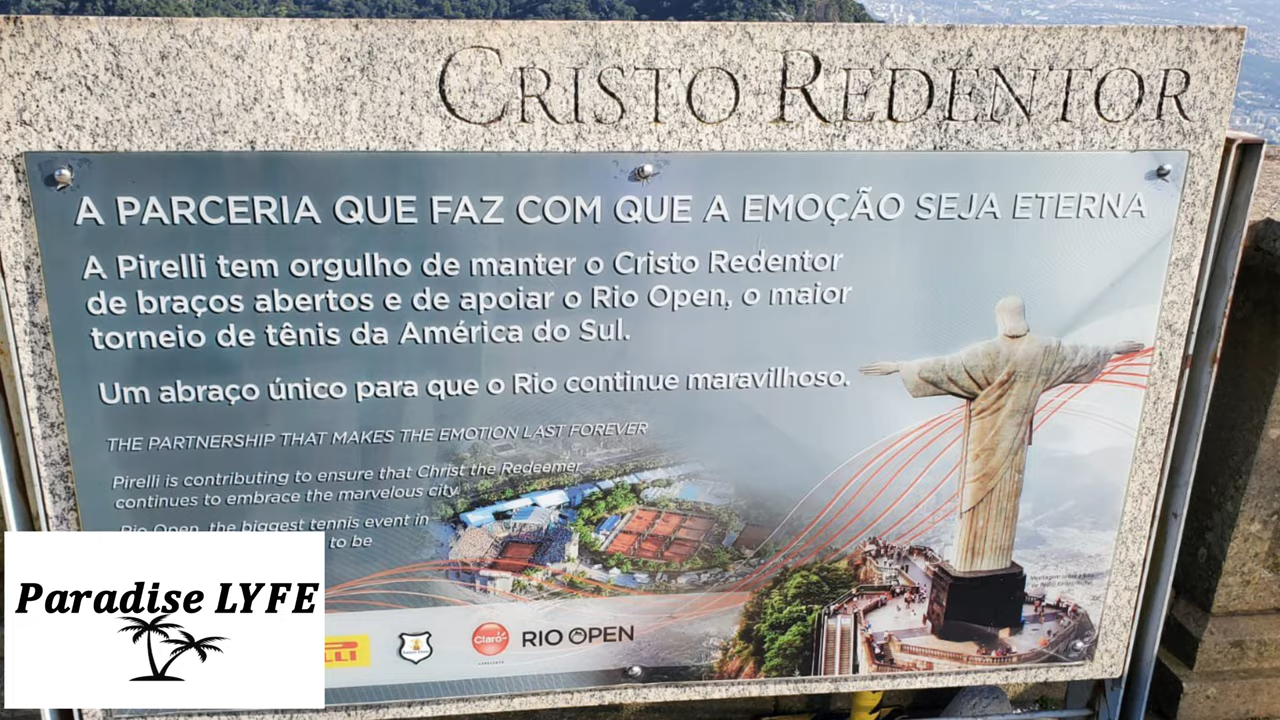 CRISTO REDENTOR
A PARCERIA QUE FAZ COM QUE A EMOÇÃO SEJA ETERNA
A Pirelli tem orgulho de manter o Cristo Redentor
de braços abertos e de apoiar o Rio Open, o maior
torneio de tênis da América do Sul.
Um abraço único para que o Rio continue maravilhoso.
THE PARTNERSHIP THAT MAKES THE EMOTION LAST FOREVER
Pirelli is contributing to ensure that Christ the Redeemer
continues to embrace the marvelous city.
Rio Open, the biggest tennis event in
to be
Paradise LYFE
Claro
RIO OPEN